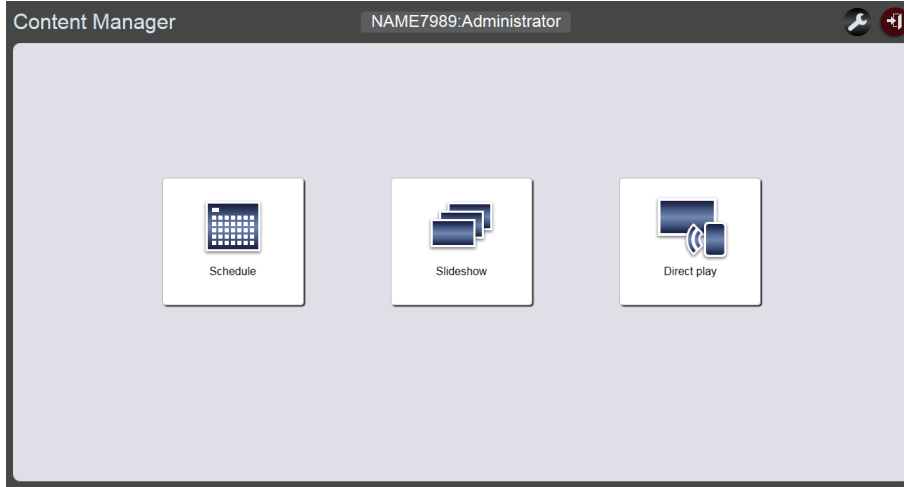 Content Manager
NAME7989:Administrator
Schedule
Slideshow
Direct play